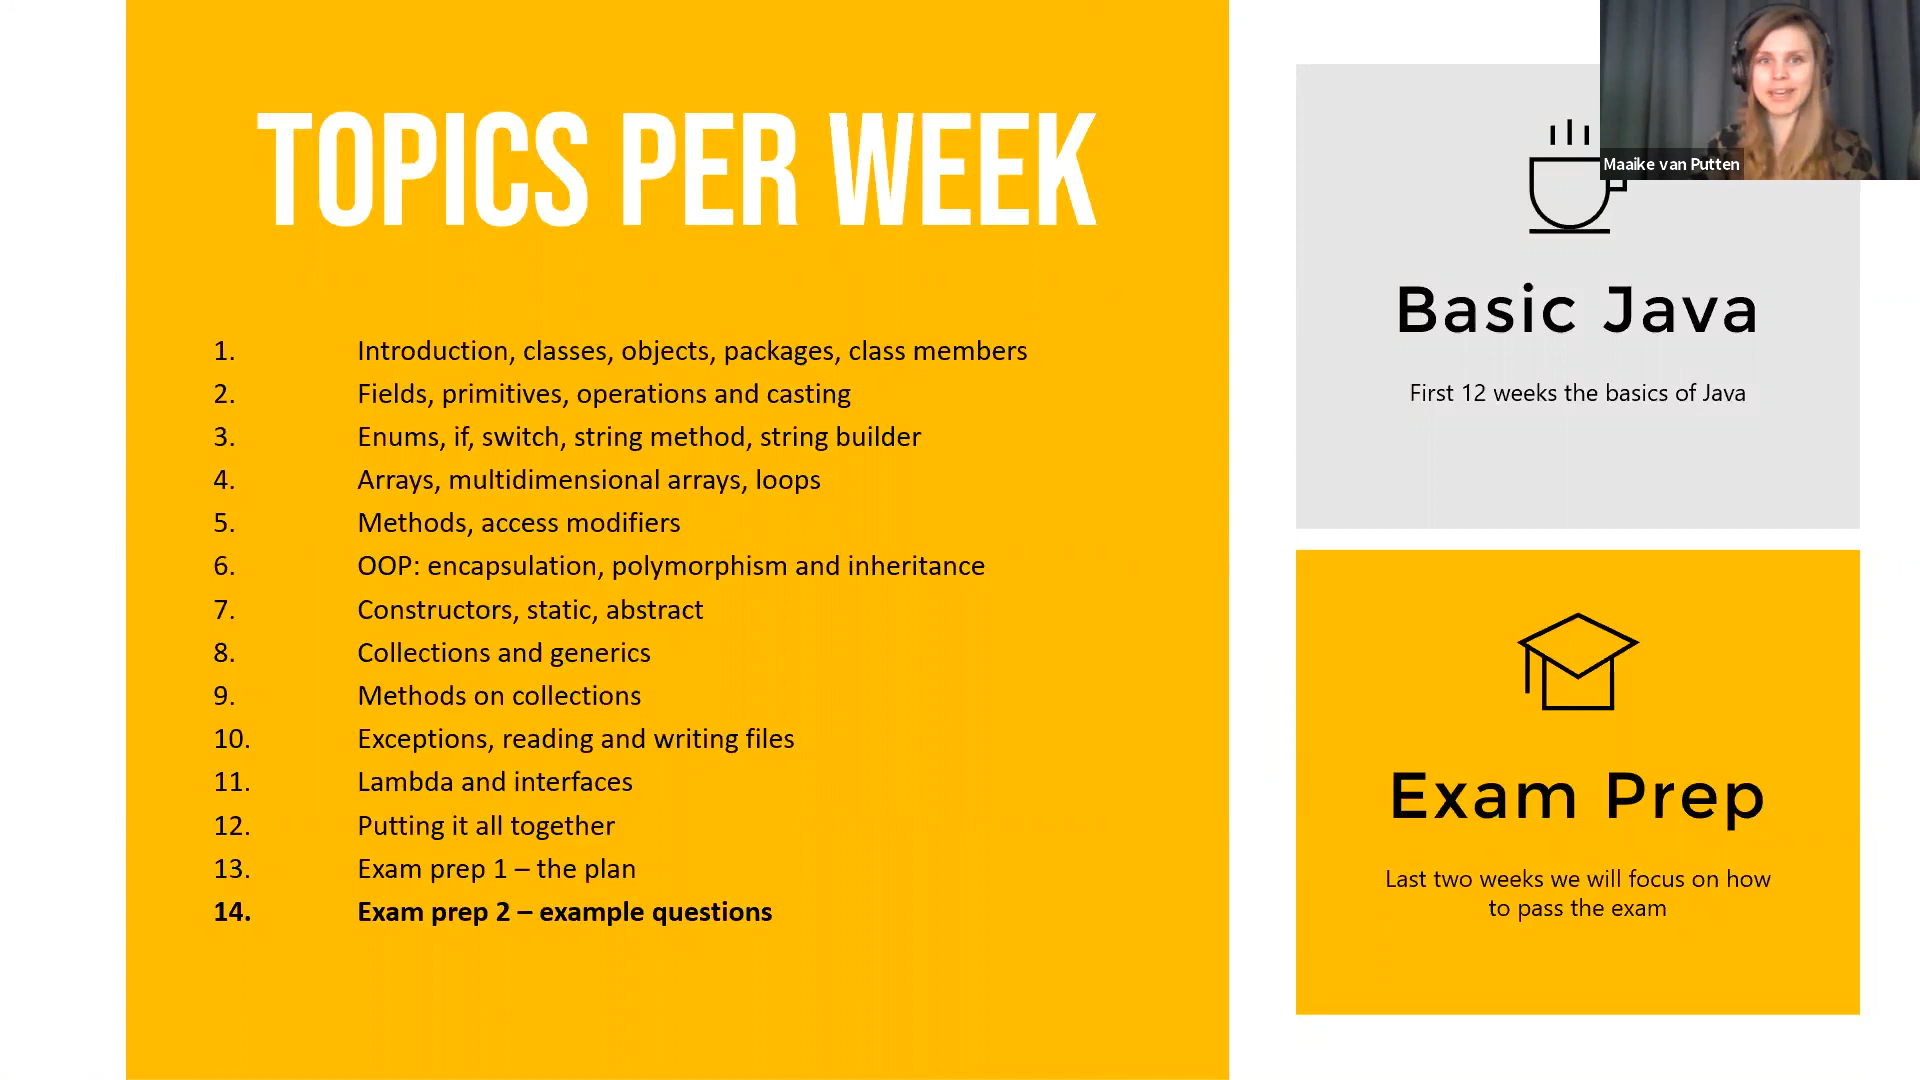 TOPICS PER WEEK
1. Introduction, classes, objects, packages, class members
2. Fields, primitives, operations and casting
3. Enums, if, switch, string method, string builder
4. Arrays, multidimensional arrays, loops
5. Methods, access modifiers
6. OOP: encapsulation, polymorphism and inheritance
7. Constructors, static, abstract
8. Collections and generics
9. Methods on collections
10. Exceptions, reading and writing files
11. Lambda and interfaces
12. Putting it all together
13. Exam prep 1 – the plan
14. Exam prep 2 – example questions
Maaike van Putten
Basic Java
First 12 weeks the basics of Java
Exam Prep
Last two weeks we will focus on how
to pass the exam